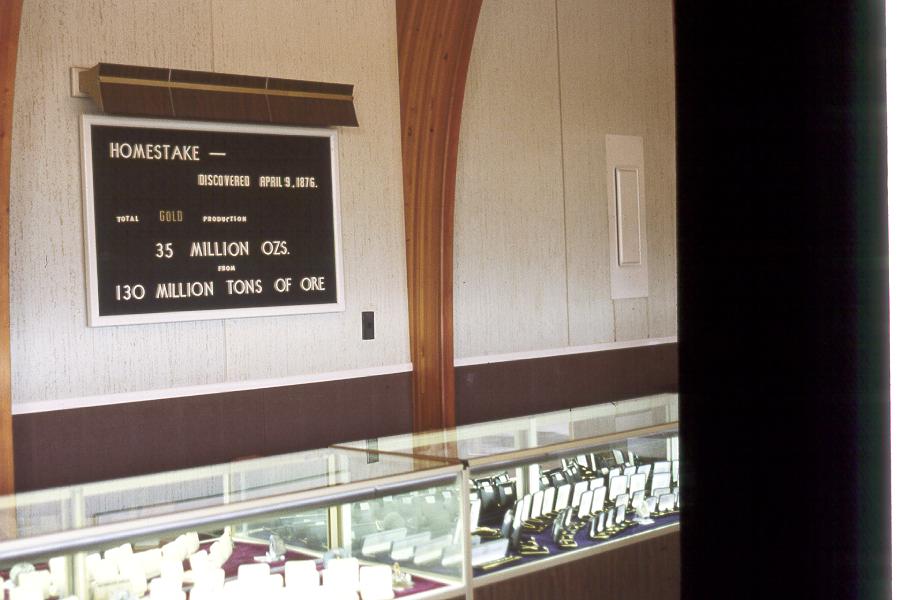 HOMESTAKE —
DISCOVERED APRIL 9, 1876.
TOTAL GOLD PRODUCTION
35 MILLION OZS.
FROM
130 MILLION TONS OF ORE